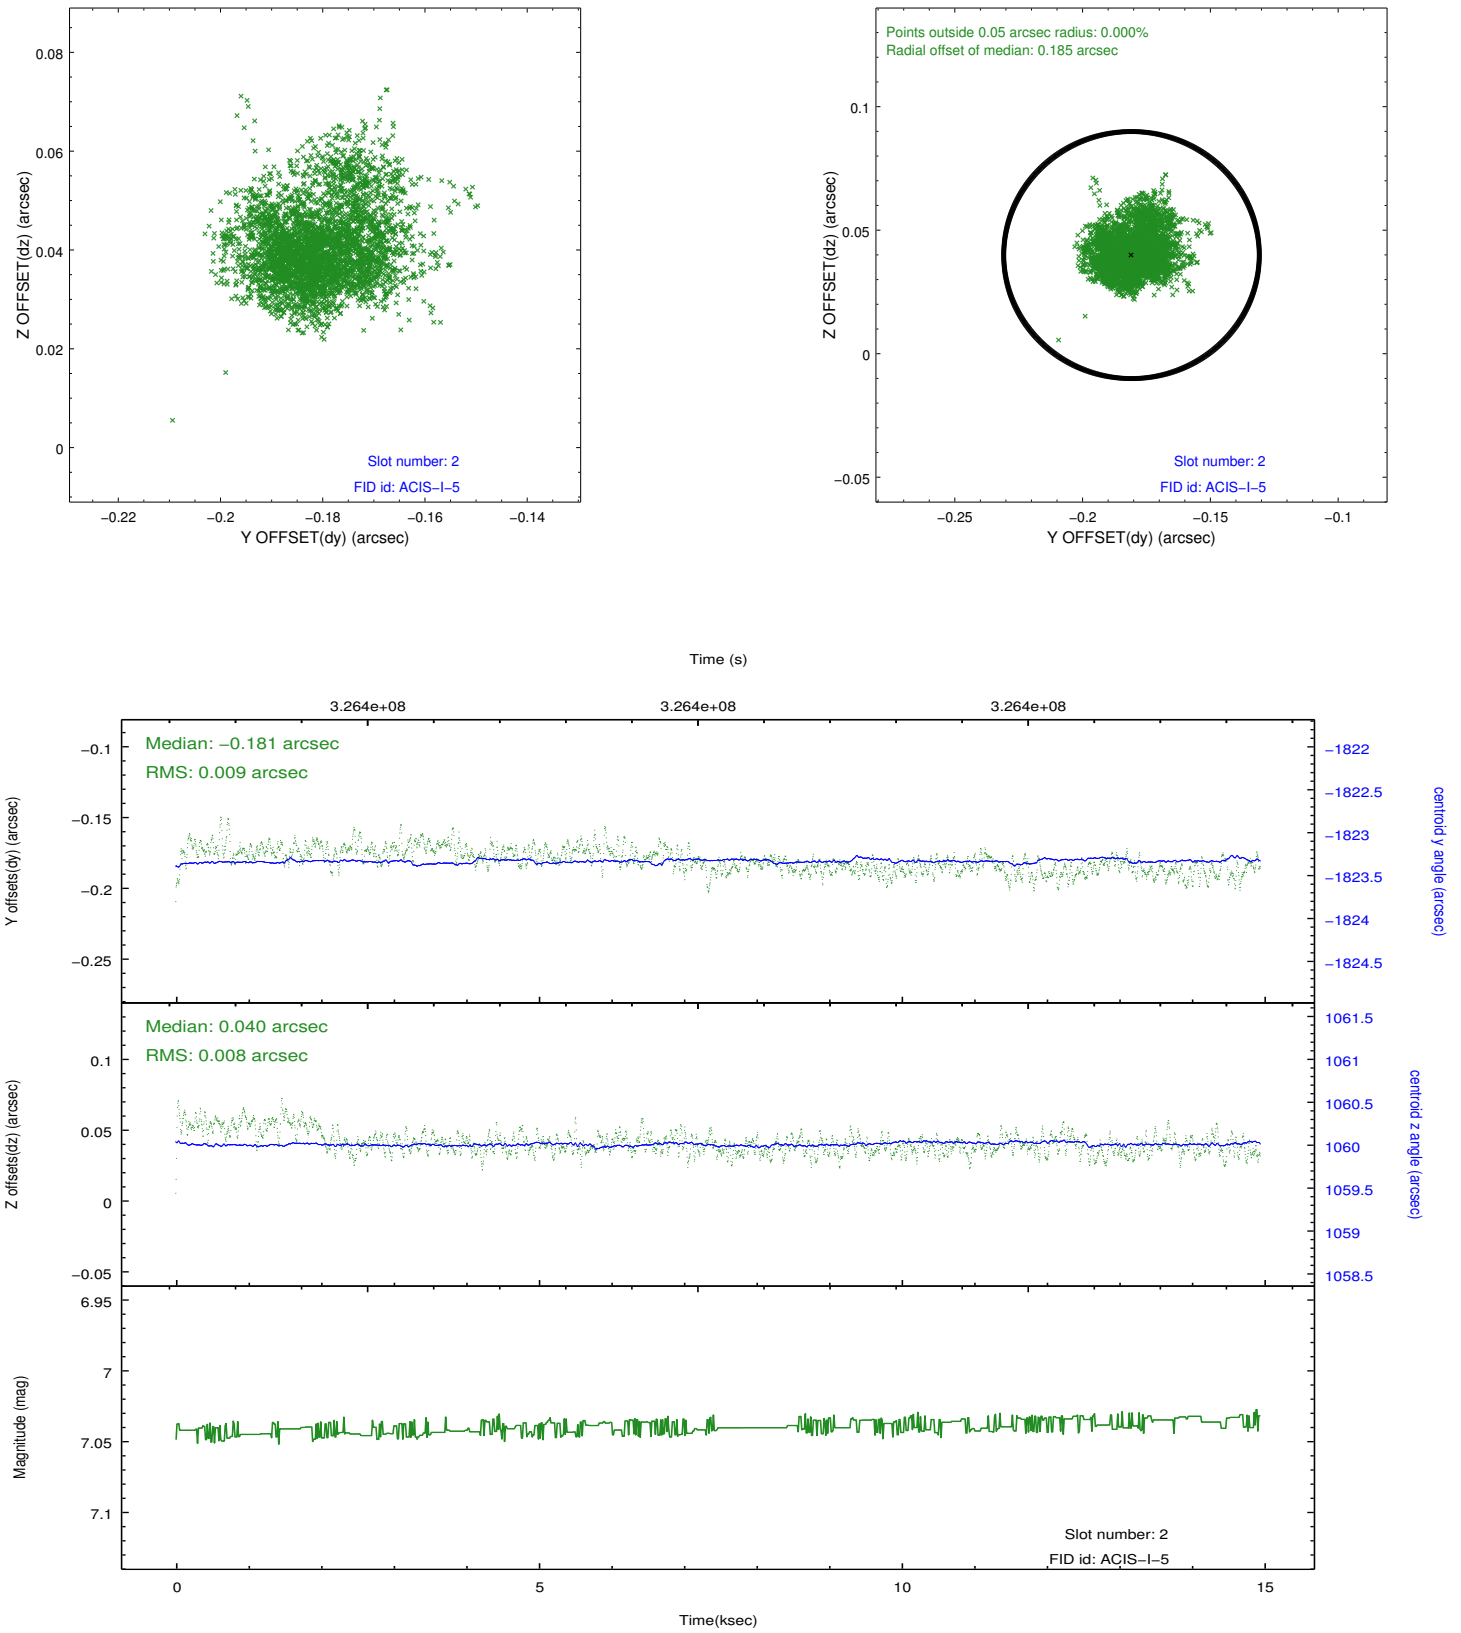 0.08
0.06
0.04
0.02
0
Z OFFSET(dz) (arcsec)
Slot number: 2
FID id: ACIS−I−5
−0.22
−0.2
−0.18
−0.16
−0.14
Y OFFSET(dy) (arcsec)
Points outside 0.05 arcsec radius: 0.000%
Radial offset of median: 0.185 arcsec
0.1
0.05
0
−0.05
Z OFFSET(dz) (arcsec)
Slot number: 2
FID id: ACIS−I−5
−0.25
−0.2
−0.15
−0.1
Y OFFSET(dy) (arcsec)
Time (s)
3.264e+08
3.264e+08
3.264e+08
Median: −0.181 arcsec
RMS: 0.009 arcsec
−0.1
−0.15
−0.2
−0.25
Y offsets(dy) (arcsec)
−1822
−1822.5
−1823
−1823.5
−1824
−1824.5
centroid y angle (arcsec)
Median: 0.040 arcsec
RMS: 0.008 arcsec
0.1
0.05
0
−0.05
Z offsets(dz) (arcsec)
1061.5
1061
1060.5
1060
1059.5
1059
1058.5
centroid z angle (arcsec)
6.95
7
7.05
7.1
Magnitude (mag)
Slot number: 2
FID id: ACIS−I−5
0
5
10
15
Time(ksec)